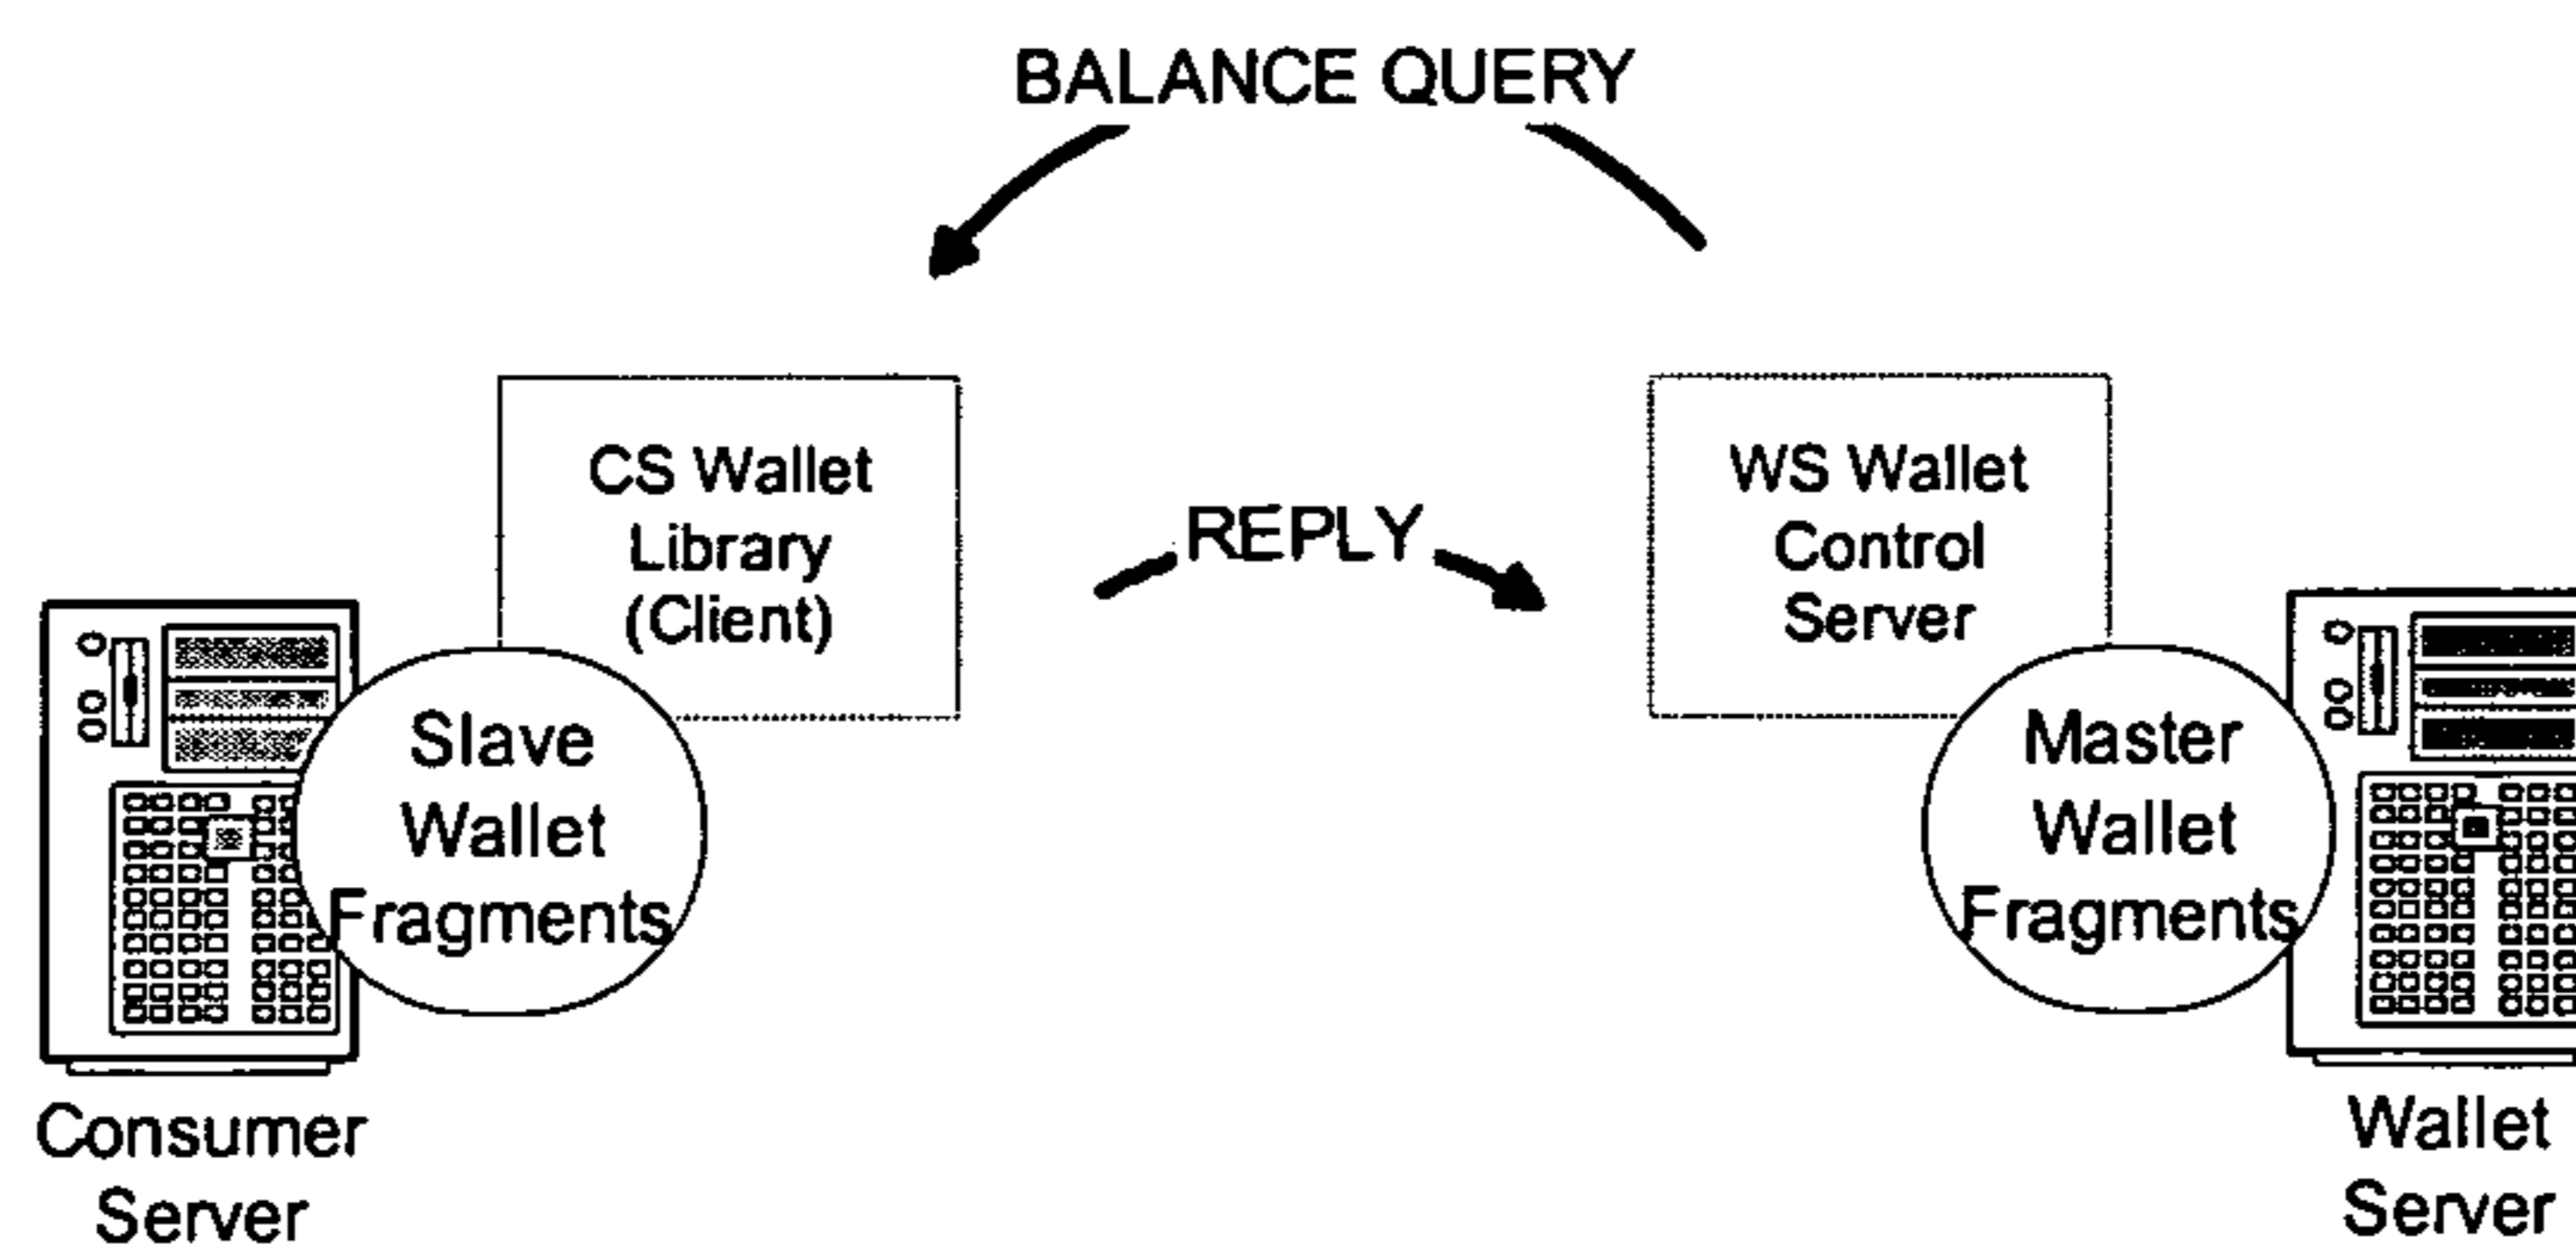 BALANCE QUERY
CS Wallet
Library
(Client)
REPLY
WS Wallet
Control
Server
Slave
Wallet
Fragments
Master
Wallet
Fragments
Consumer
Server
Wallet
Server